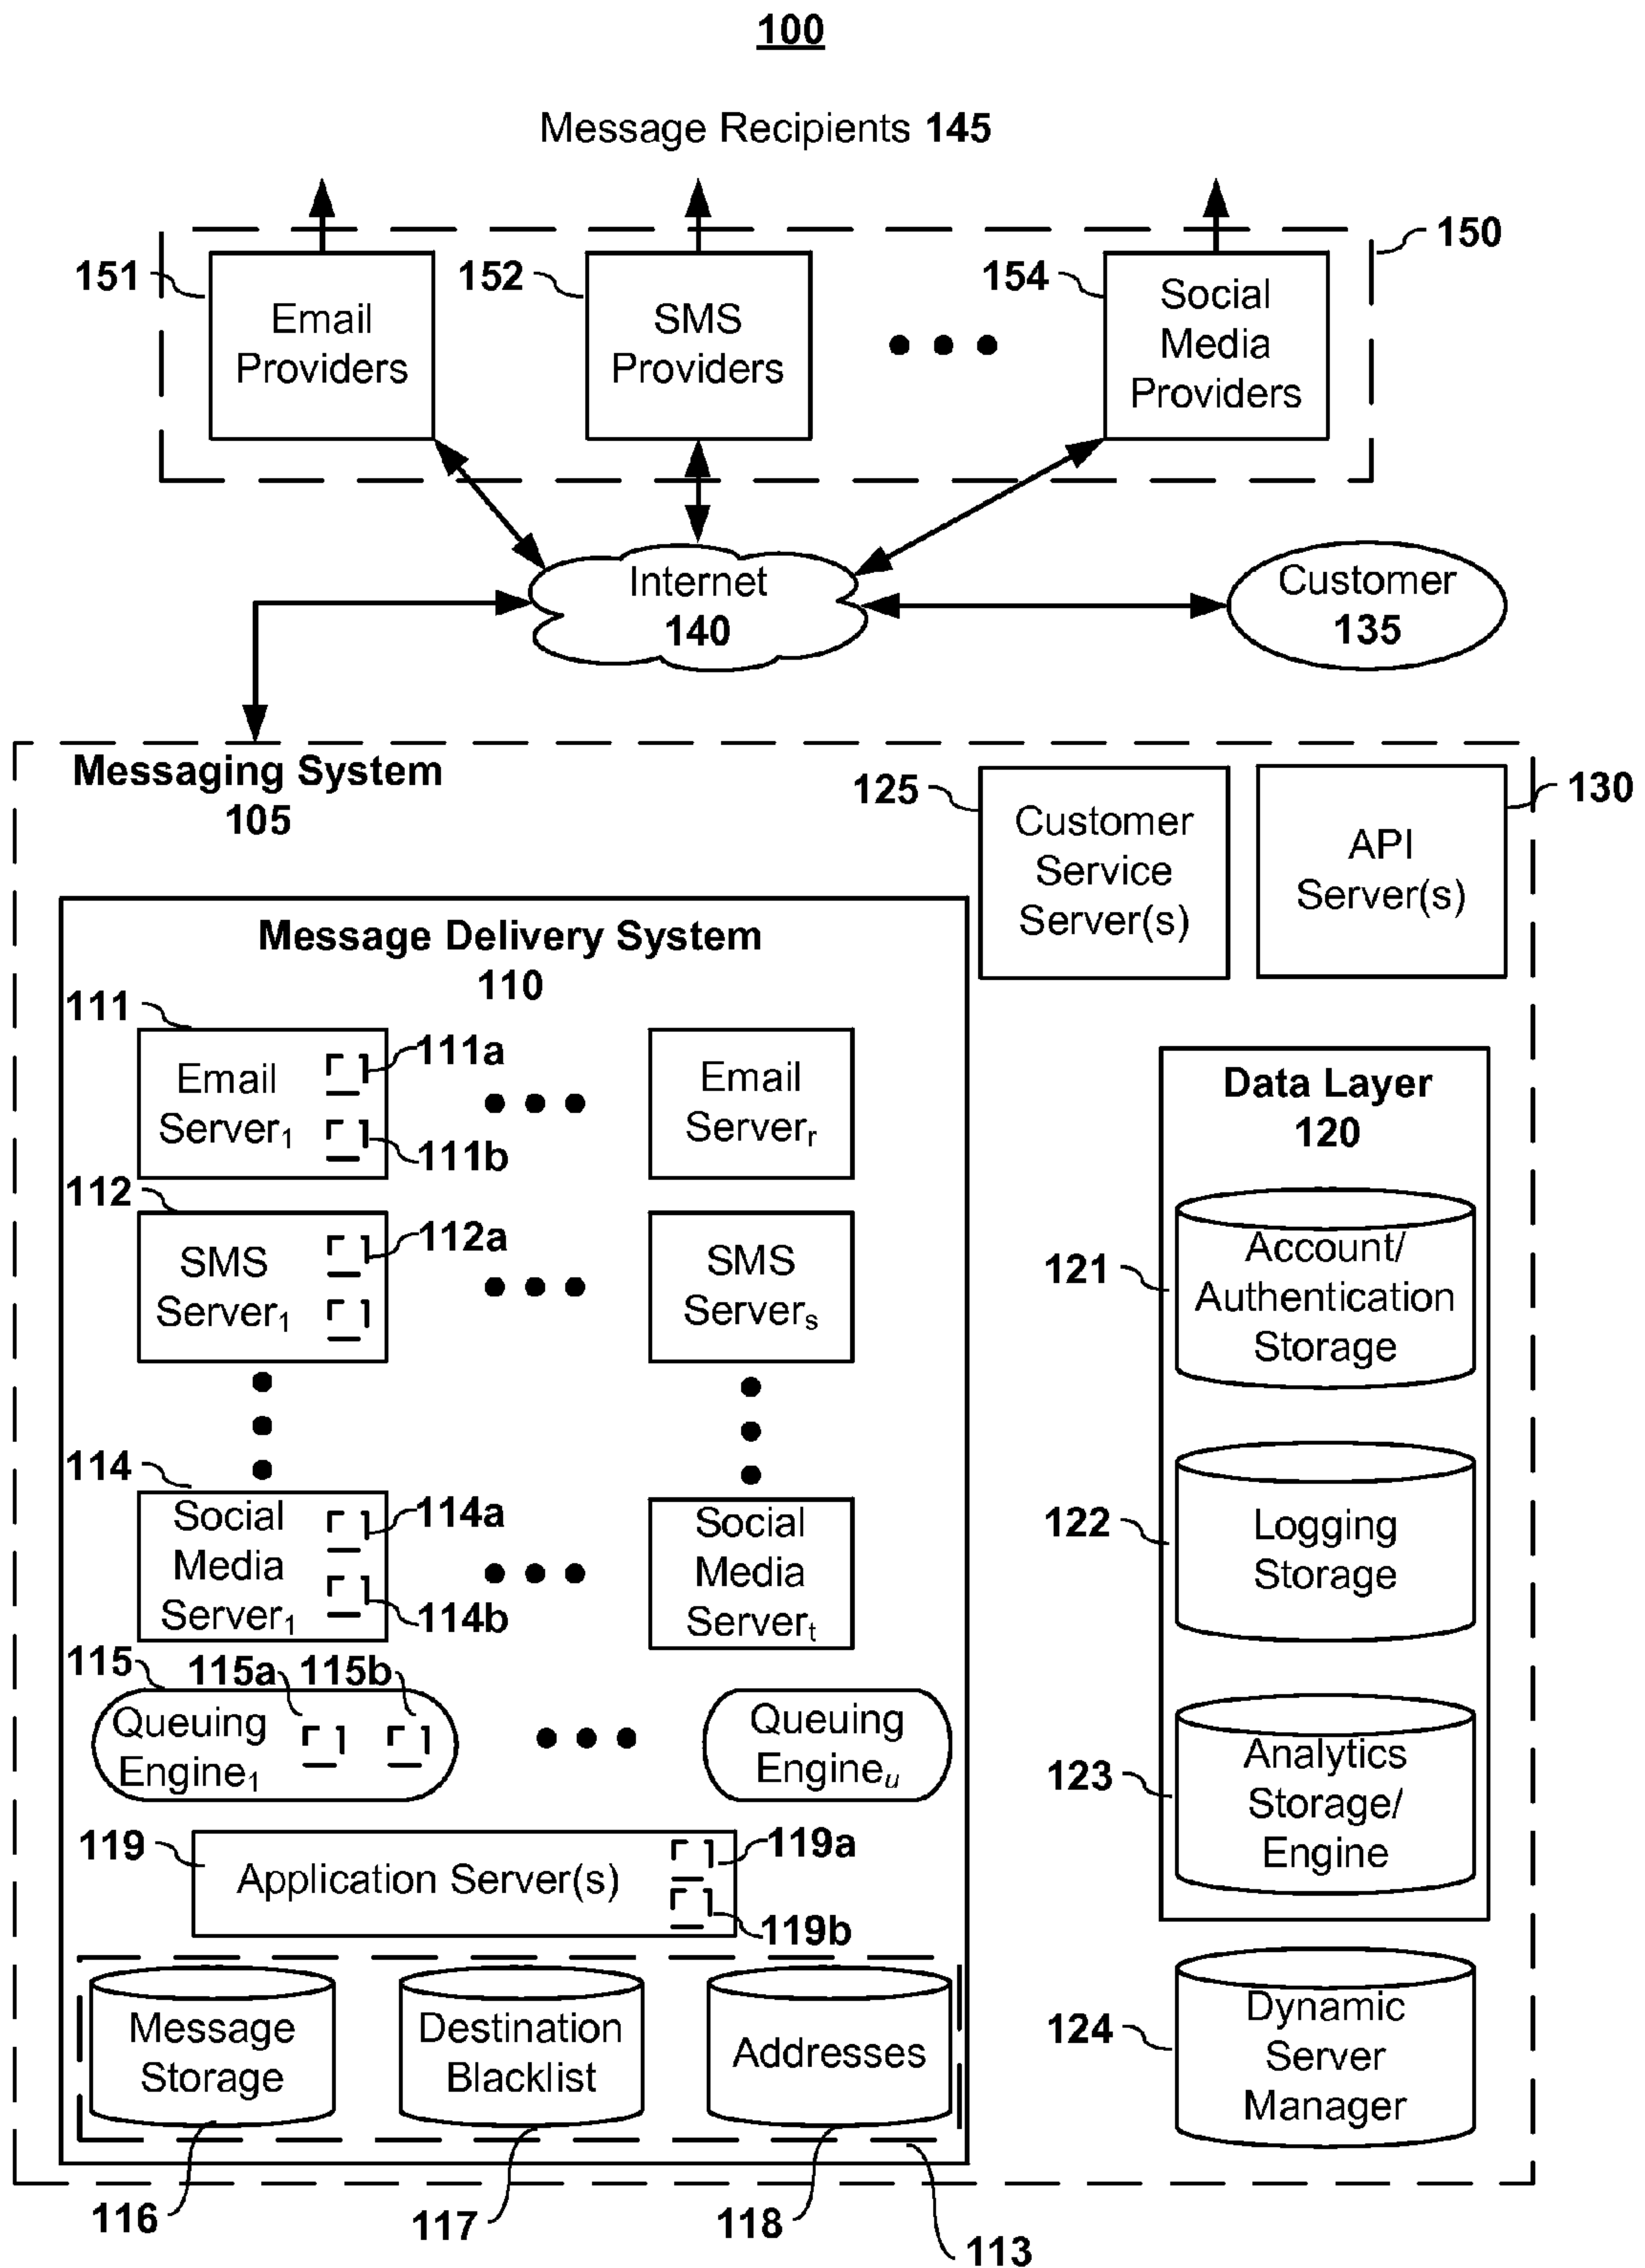 100
Message Recipients 145
150
151
152
154
Email
Providers
SMS
Providers
Social
Media
Providers
Internet
140
Customer
135
Messaging System
105
125
Customer
Service
Server(s)
130
API
Server(s)
Message Delivery System
110
111
Email
Server1
111a
111b
Email
Serverr
112
SMS
Server1
112a
SMS
Servers
114
Social
Media
Server1
114a
114b
Social
Media
Servert
115
115a
115b
Queuing
Engine1
Queuing
Engineu
119
Application Server(s)
119a
119b
Message
Storage
Destination
Blacklist
Addresses
116
117
118
113
Data Layer
120
121
Account/
Authentication
Storage
122
Logging
Storage
123
Analytics
Storage/
Engine
124
Dynamic
Server
Manager